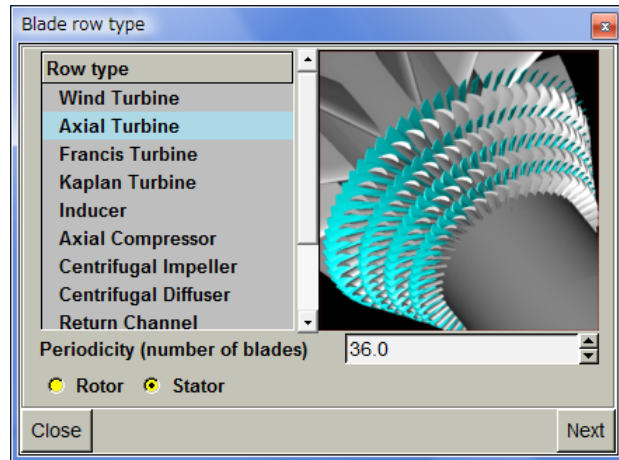 Blade row type
Row type
Wind Turbine
Axial Turbine
Francis Turbine
Kaplan Turbine
Inducer
Axial Compressor
Centrifugal Impeller
Centrifugal Diffuser
Return Channel
Periodicity (number of blades)
36.0
Rotor
Stator
Close
Next